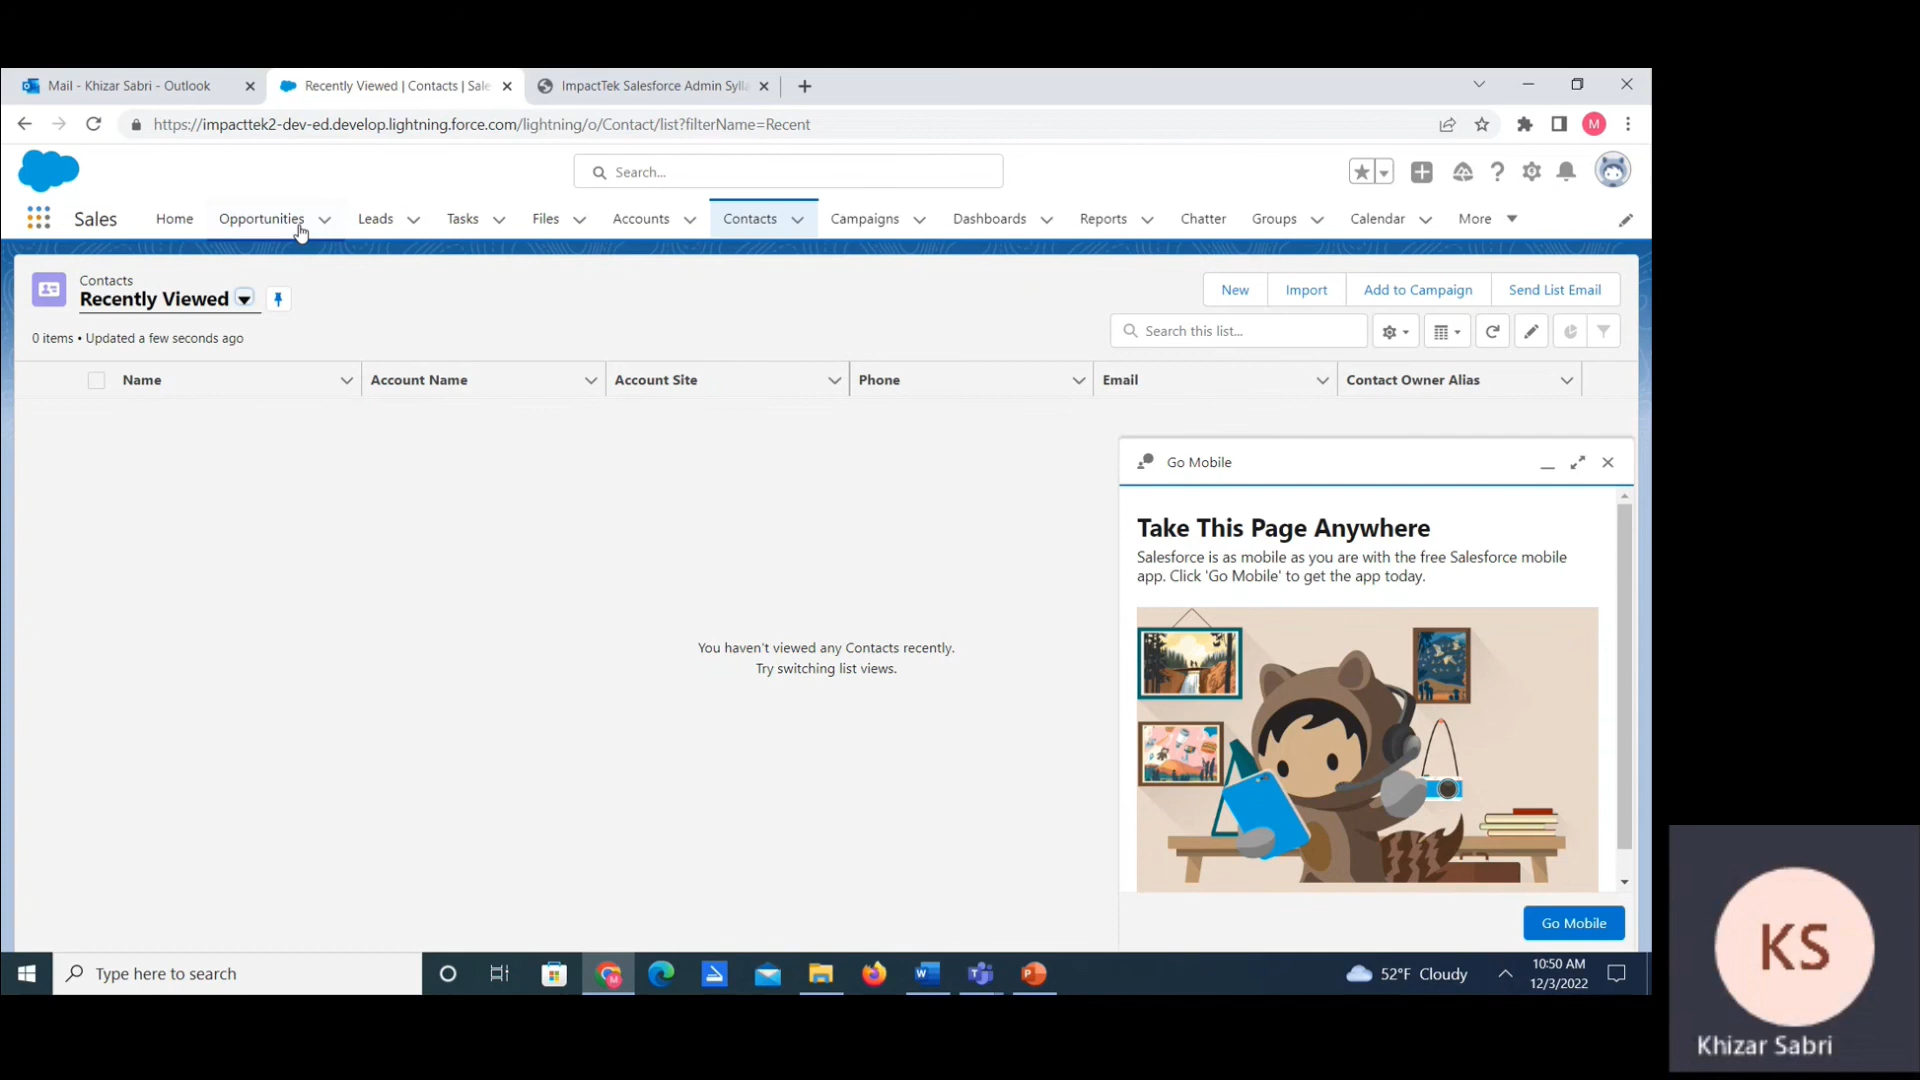 Mail - Khizar Sabri - Outlook
Recently Viewed | Contacts | Sale
ImpactTek Salesforce Admin Sylla
https://impacttek2-dev-ed.develop.lightning.force.com/lightning/o/Contact/list?filterName=Recent
M
Search...
Sales
Home
Opportunities
Leads
Tasks
Files
Accounts
Contacts
Campaigns
Dashboards
Reports
Chatter
Groups
Calendar
More
Contacts
Recently Viewed
New
Import
Add to Campaign
Send List Email
0 items • Updated a few seconds ago
Search this list...
Name
Account Name
Account Site
Phone
Email
Contact Owner Alias
You haven't viewed any Contacts recently.
Try switching list views.
Go Mobile
Take This Page Anywhere
Salesforce is as mobile as you are with the free Salesforce mobile
app. Click 'Go Mobile' to get the app today.
Go Mobile
Type here to search
52°F Cloudy
10:50 AM
12/3/2022
KS
Khizar Sabri